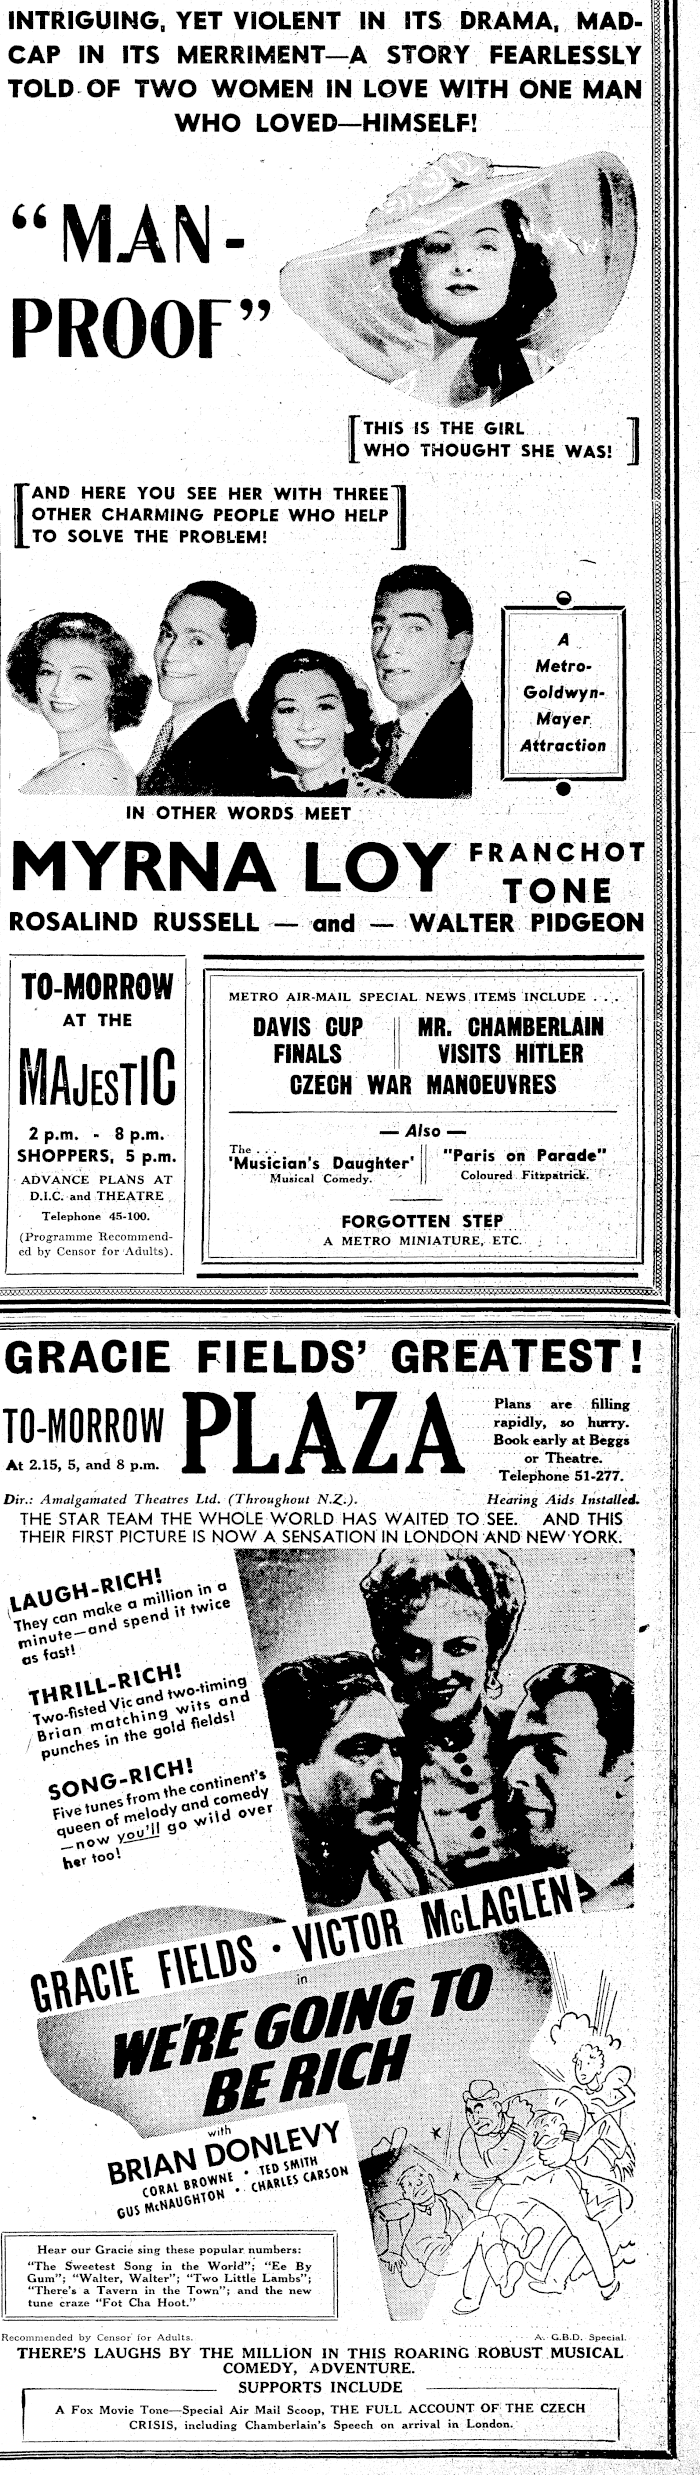 INTRIGUING, YET VIOLENT IN ITS DRAMA, MAD-
CAP IN ITS MERRIMENT—A STORY FEARLESSLY
TOLD OF TWO WOMEN IN LOVE WITH ONE MAN
WHO LOVED—HIMSELF!
"MAN-
PROOF"
THIS IS THE GIRL
WHO THOUGHT SHE WAS!
AND HERE YOU SEE HER WITH THREE
OTHER CHARMING PEOPLE WHO HELP
TO SOLVE THE PROBLEM!
A
Metro-
Goldwyn-
Mayer
Attraction
IN OTHER WORDS MEET
MYRNA LOY FRANCHOT
TONE
ROSALIND RUSSELL — and — WALTER PIDGEON
TO-MORROW
AT THE
MAJESTIC
2 p.m. - 8 p.m.
SHOPPERS, 5 p.m.
ADVANCE PLANS AT
D.I.C. and THEATRE
Telephone 45-100.
(Programme Recommend-
ed by Censor for Adults).
METRO AIR-MAIL SPECIAL NEWS ITEMS INCLUDE . . .
DAVIS CUP
FINALS
MR. CHAMBERLAIN
VISITS HITLER
CZECH WAR MANOEUVRES
— Also —
The . . .
'Musician's Daughter'
Musical Comedy.
"Paris on Parade"
Coloured Fitzpatrick.
FORGOTTEN STEP
A METRO MINIATURE, ETC.
GRACIE FIELDS' GREATEST!
TO-MORROW
At 2.15, 5, and 8 p.m.
PLAZA
Plans are filling
rapidly, so hurry.
Book early at Beggs
or Theatre.
Telephone 51-277.
Dir.: Amalgamated Theatres Ltd. (Throughout N.Z.).
Hearing Aids Installed.
THE STAR TEAM THE WHOLE WORLD HAS WAITED TO SEE. AND THIS
THEIR FIRST PICTURE IS NOW A SENSATION IN LONDON AND NEW YORK.
LAUGH-RICH!
They can make a million in a
minute—and spend it twice
as fast!
THRILL-RICH!
Two-fisted Vic and two-timing
Brian matching wits and
punches in the gold fields!
SONG-RICH!
Five tunes from the continent's
queen of melody and comedy
—now you'll go wild over
her too!
GRACIE FIELDS · VICTOR McLAGLEN
in
WE'RE GOING TO
BE RICH
with
BRIAN DONLEVY
CORAL BROWNE • TED SMITH
GUS McNAUGHTON • CHARLES CARSON
Hear our Gracie sing these popular numbers:
"The Sweetest Song in the World"; "Ee By
Gum"; "Walter, Walter"; "Two Little Lambs";
"There's a Tavern in the Town"; and the new
tune craze "Fot Cha Hoot."
Recommended by Censor for Adults.
A. G.B.D. Special.
THERE'S LAUGHS BY THE MILLION IN THIS ROARING ROBUST MUSICAL
COMEDY, ADVENTURE.
SUPPORTS INCLUDE
A Fox Movie Tone—Special Air Mail Scoop, THE FULL ACCOUNT OF THE CZECH
CRISIS, including Chamberlain's Speech on arrival in London.